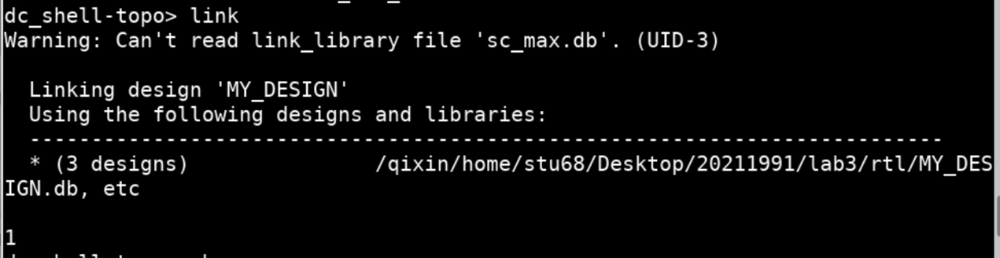 dc_shell-topo> link
Warning: Can't read link_library file 'sc_max.db'. (UID-3)
Linking design 'MY_DESIGN'
Using the following designs and libraries:
--------------------------------------------------------------------------
* (3 designs) /qixin/home/stu68/Desktop/20211991/lab3/rtl/MY_DES
IGN.db, etc
1